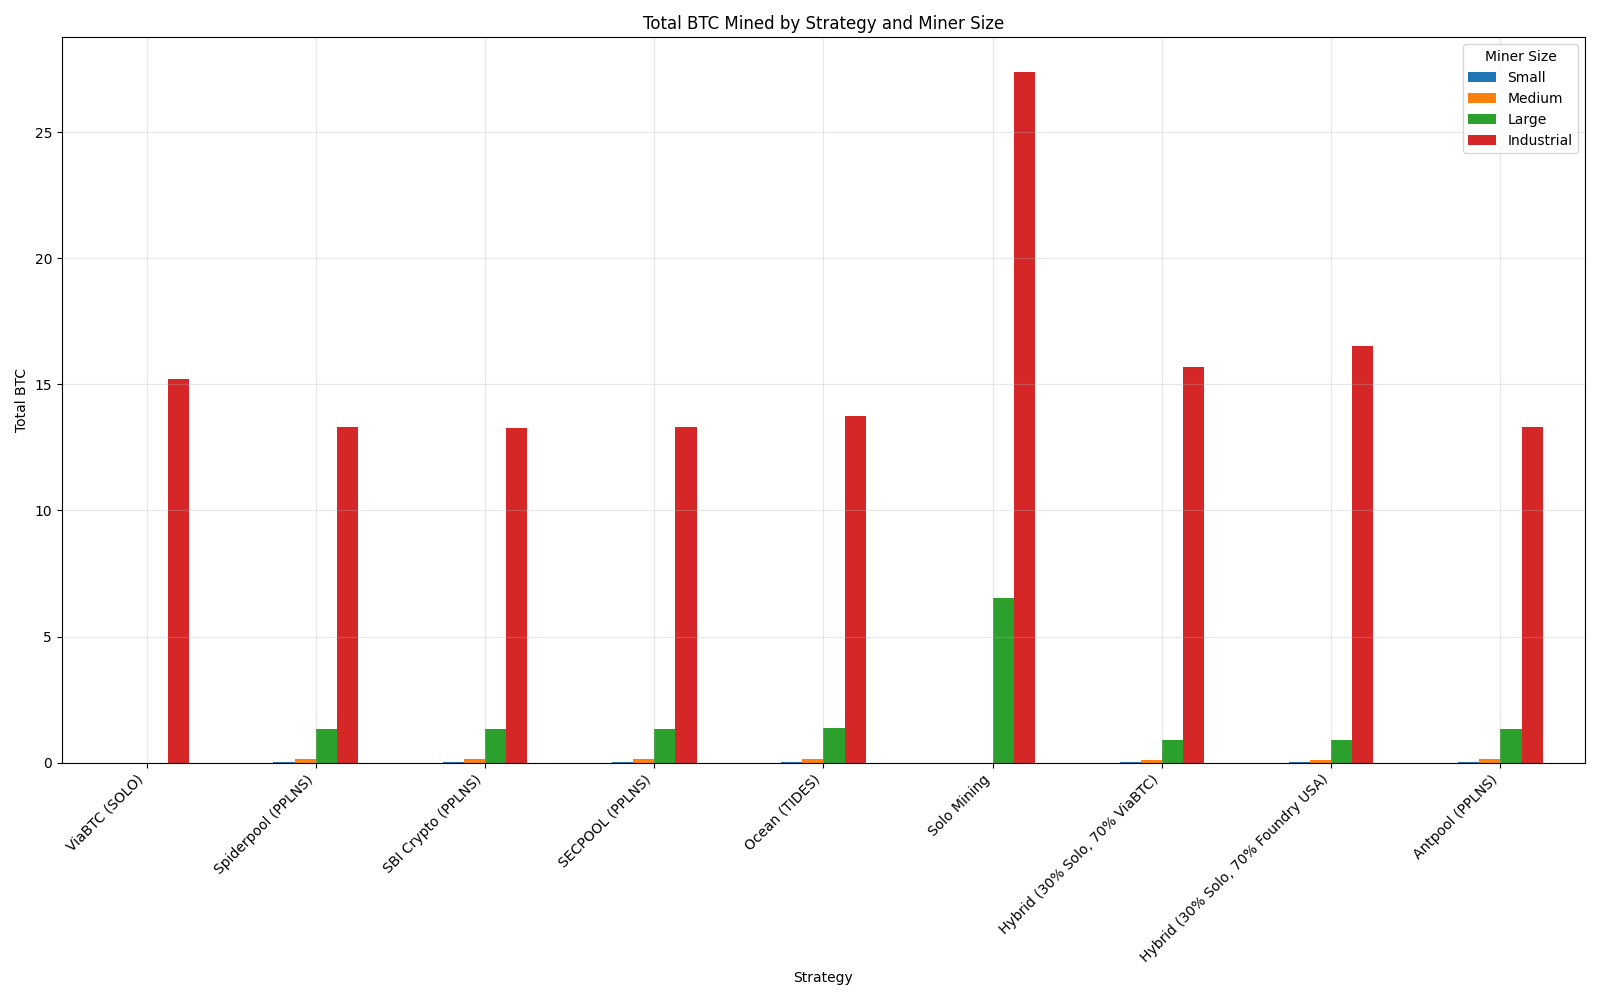 Total BTC Mined by Strategy and Miner Size
Miner Size
Small
Medium
Large
Industrial
Total BTC
25
20
15
10
5
0
ViaBTC (SOLO)
Spiderpool (PPLNS)
SBI Crypto (PPLNS)
SECPOOL (PPLNS)
Ocean (TIDES)
Solo Mining
Hybrid (30% Solo, 70% ViaBTC)
Hybrid (30% Solo, 70% Foundry USA)
Antpool (PPLNS)
Strategy